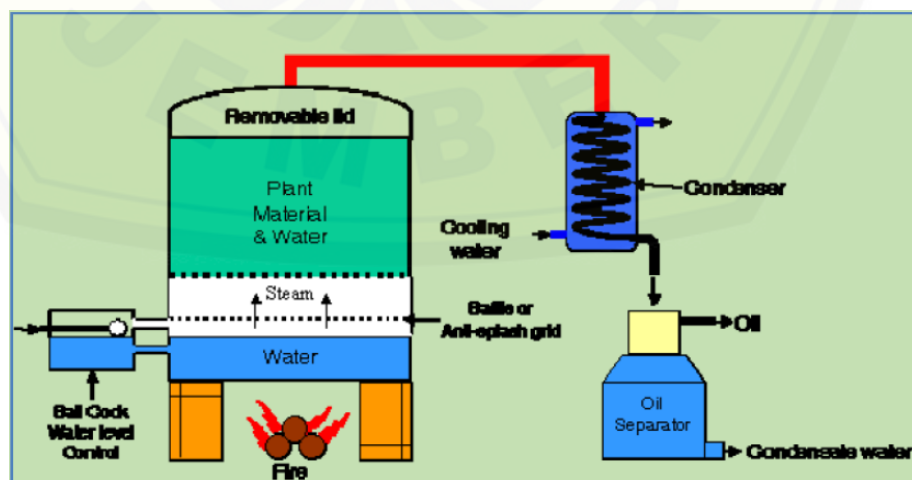 JEMBER
Removable lid
Plant
Material
& Water
Condenser
Cooling
water
Steam
Baffle or
Anti-splash grid
Oil
Water
Oil
Separator
Ball Cock
Water level
Control
Condensate water
Fire